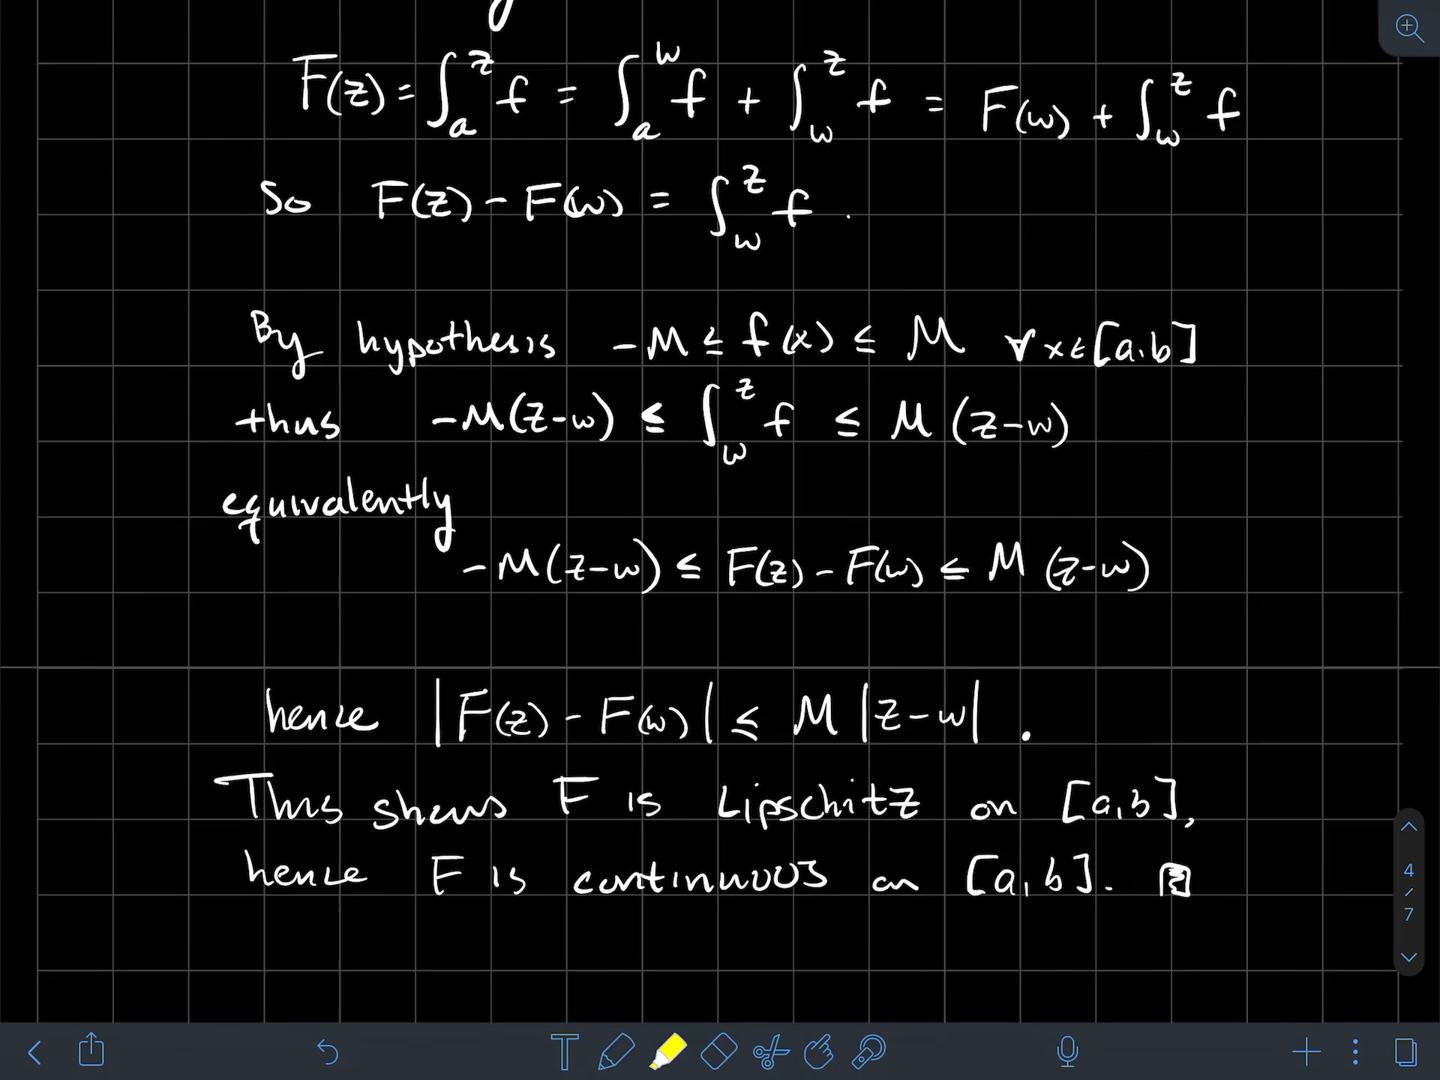 F(z) = ∫_a^z f = ∫_a^w f + ∫_w^z f = F(w) + ∫_w^z f
So F(z) - F(w) = ∫_w^z f .
By hypothesis -M ≤ f(x) ≤ M ∀x∈[a,b]
thus -M(z-w) ≤ ∫_w^z f ≤ M(z-w)
equivalently
-M(z-w) ≤ F(z) - F(w) ≤ M(z-w)
hence |F(z) - F(w)| ≤ M|z-w| .
This shows F is Lipschitz on [a,b],
hence F is continuous on [a,b].
4
/
7